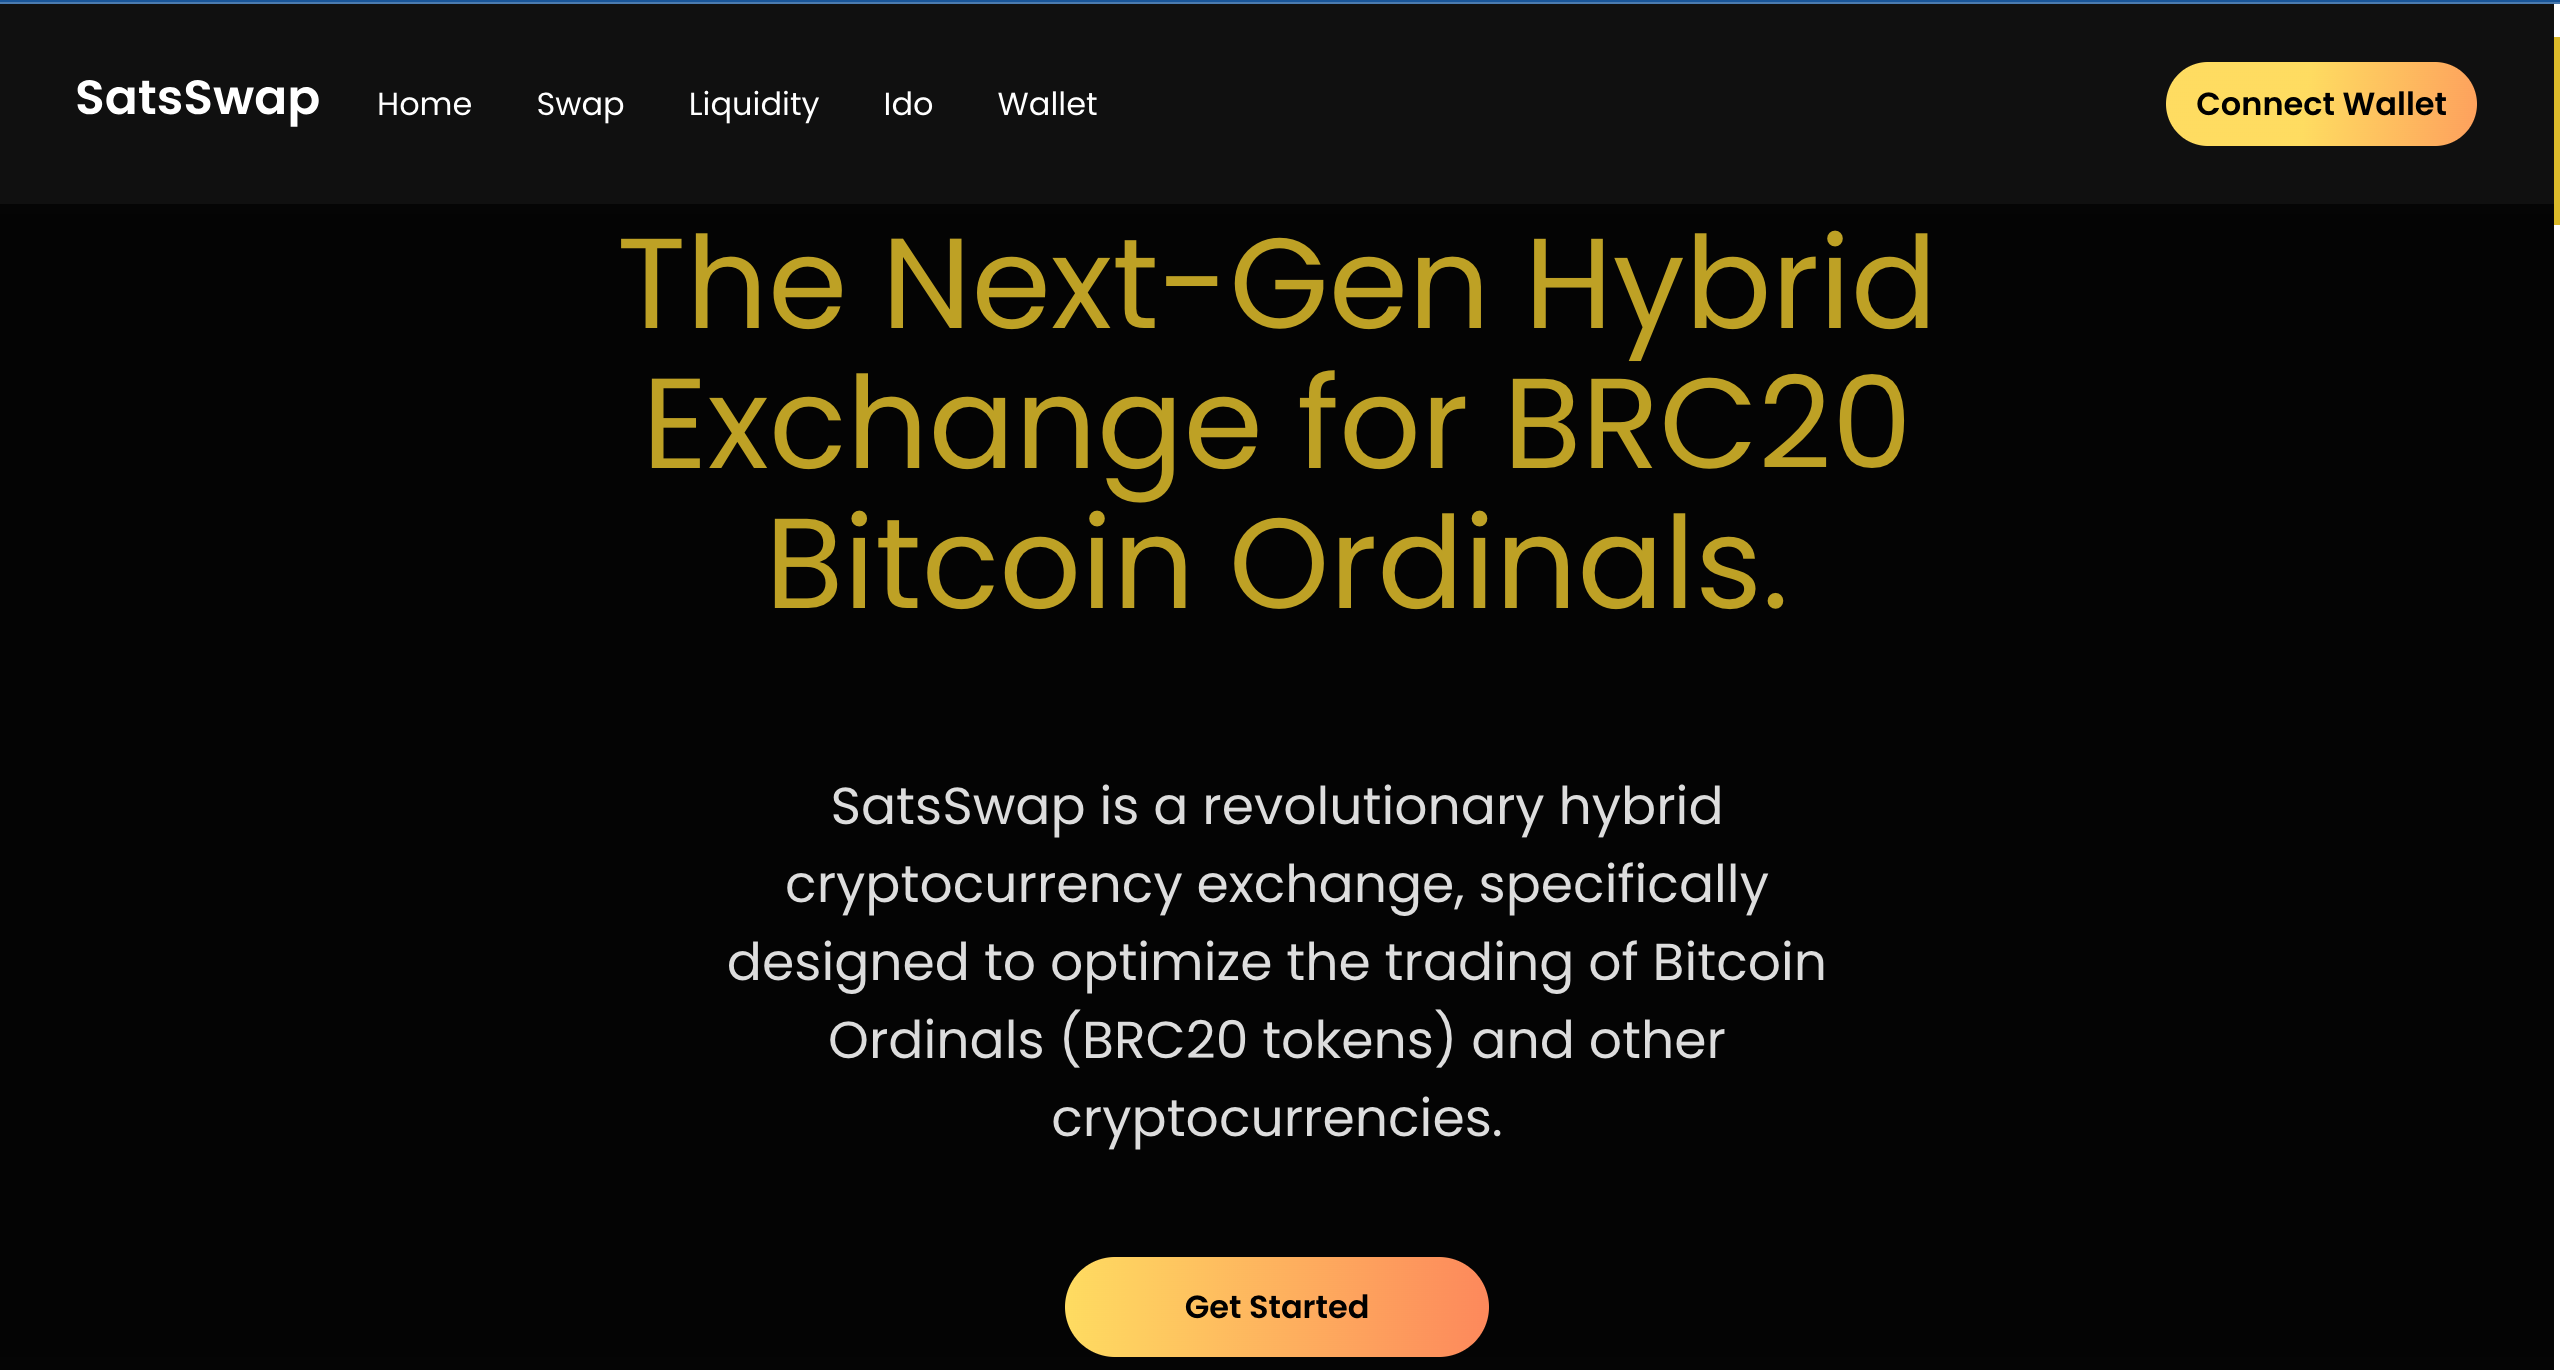 SatsSwap Home Swap Liquidity Ido Wallet Connect Wallet
The Next-Gen Hybrid
Exchange for BRC20
Bitcoin Ordinals.
SatsSwap is a revolutionary hybrid
cryptocurrency exchange, specifically
designed to optimize the trading of Bitcoin
Ordinals (BRC20 tokens) and other
cryptocurrencies.
Get Started